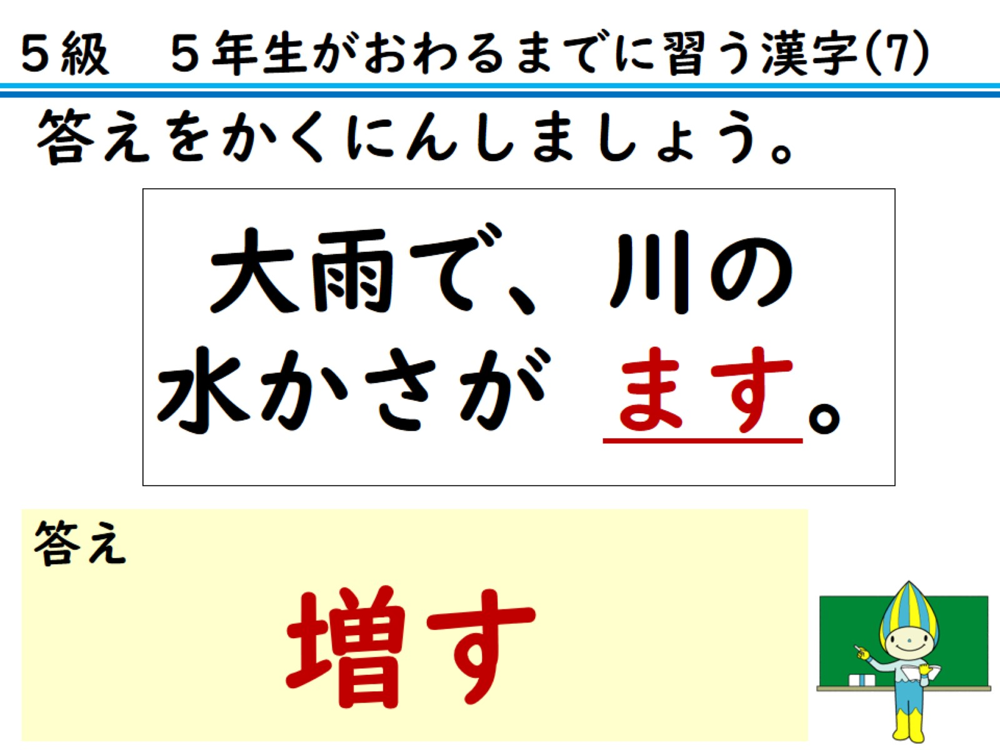 ５級　５年生がおわるまでに習う漢字(7)
答えをかくにんしましょう。
大雨で、川の
水かさが ます。
答え
増す